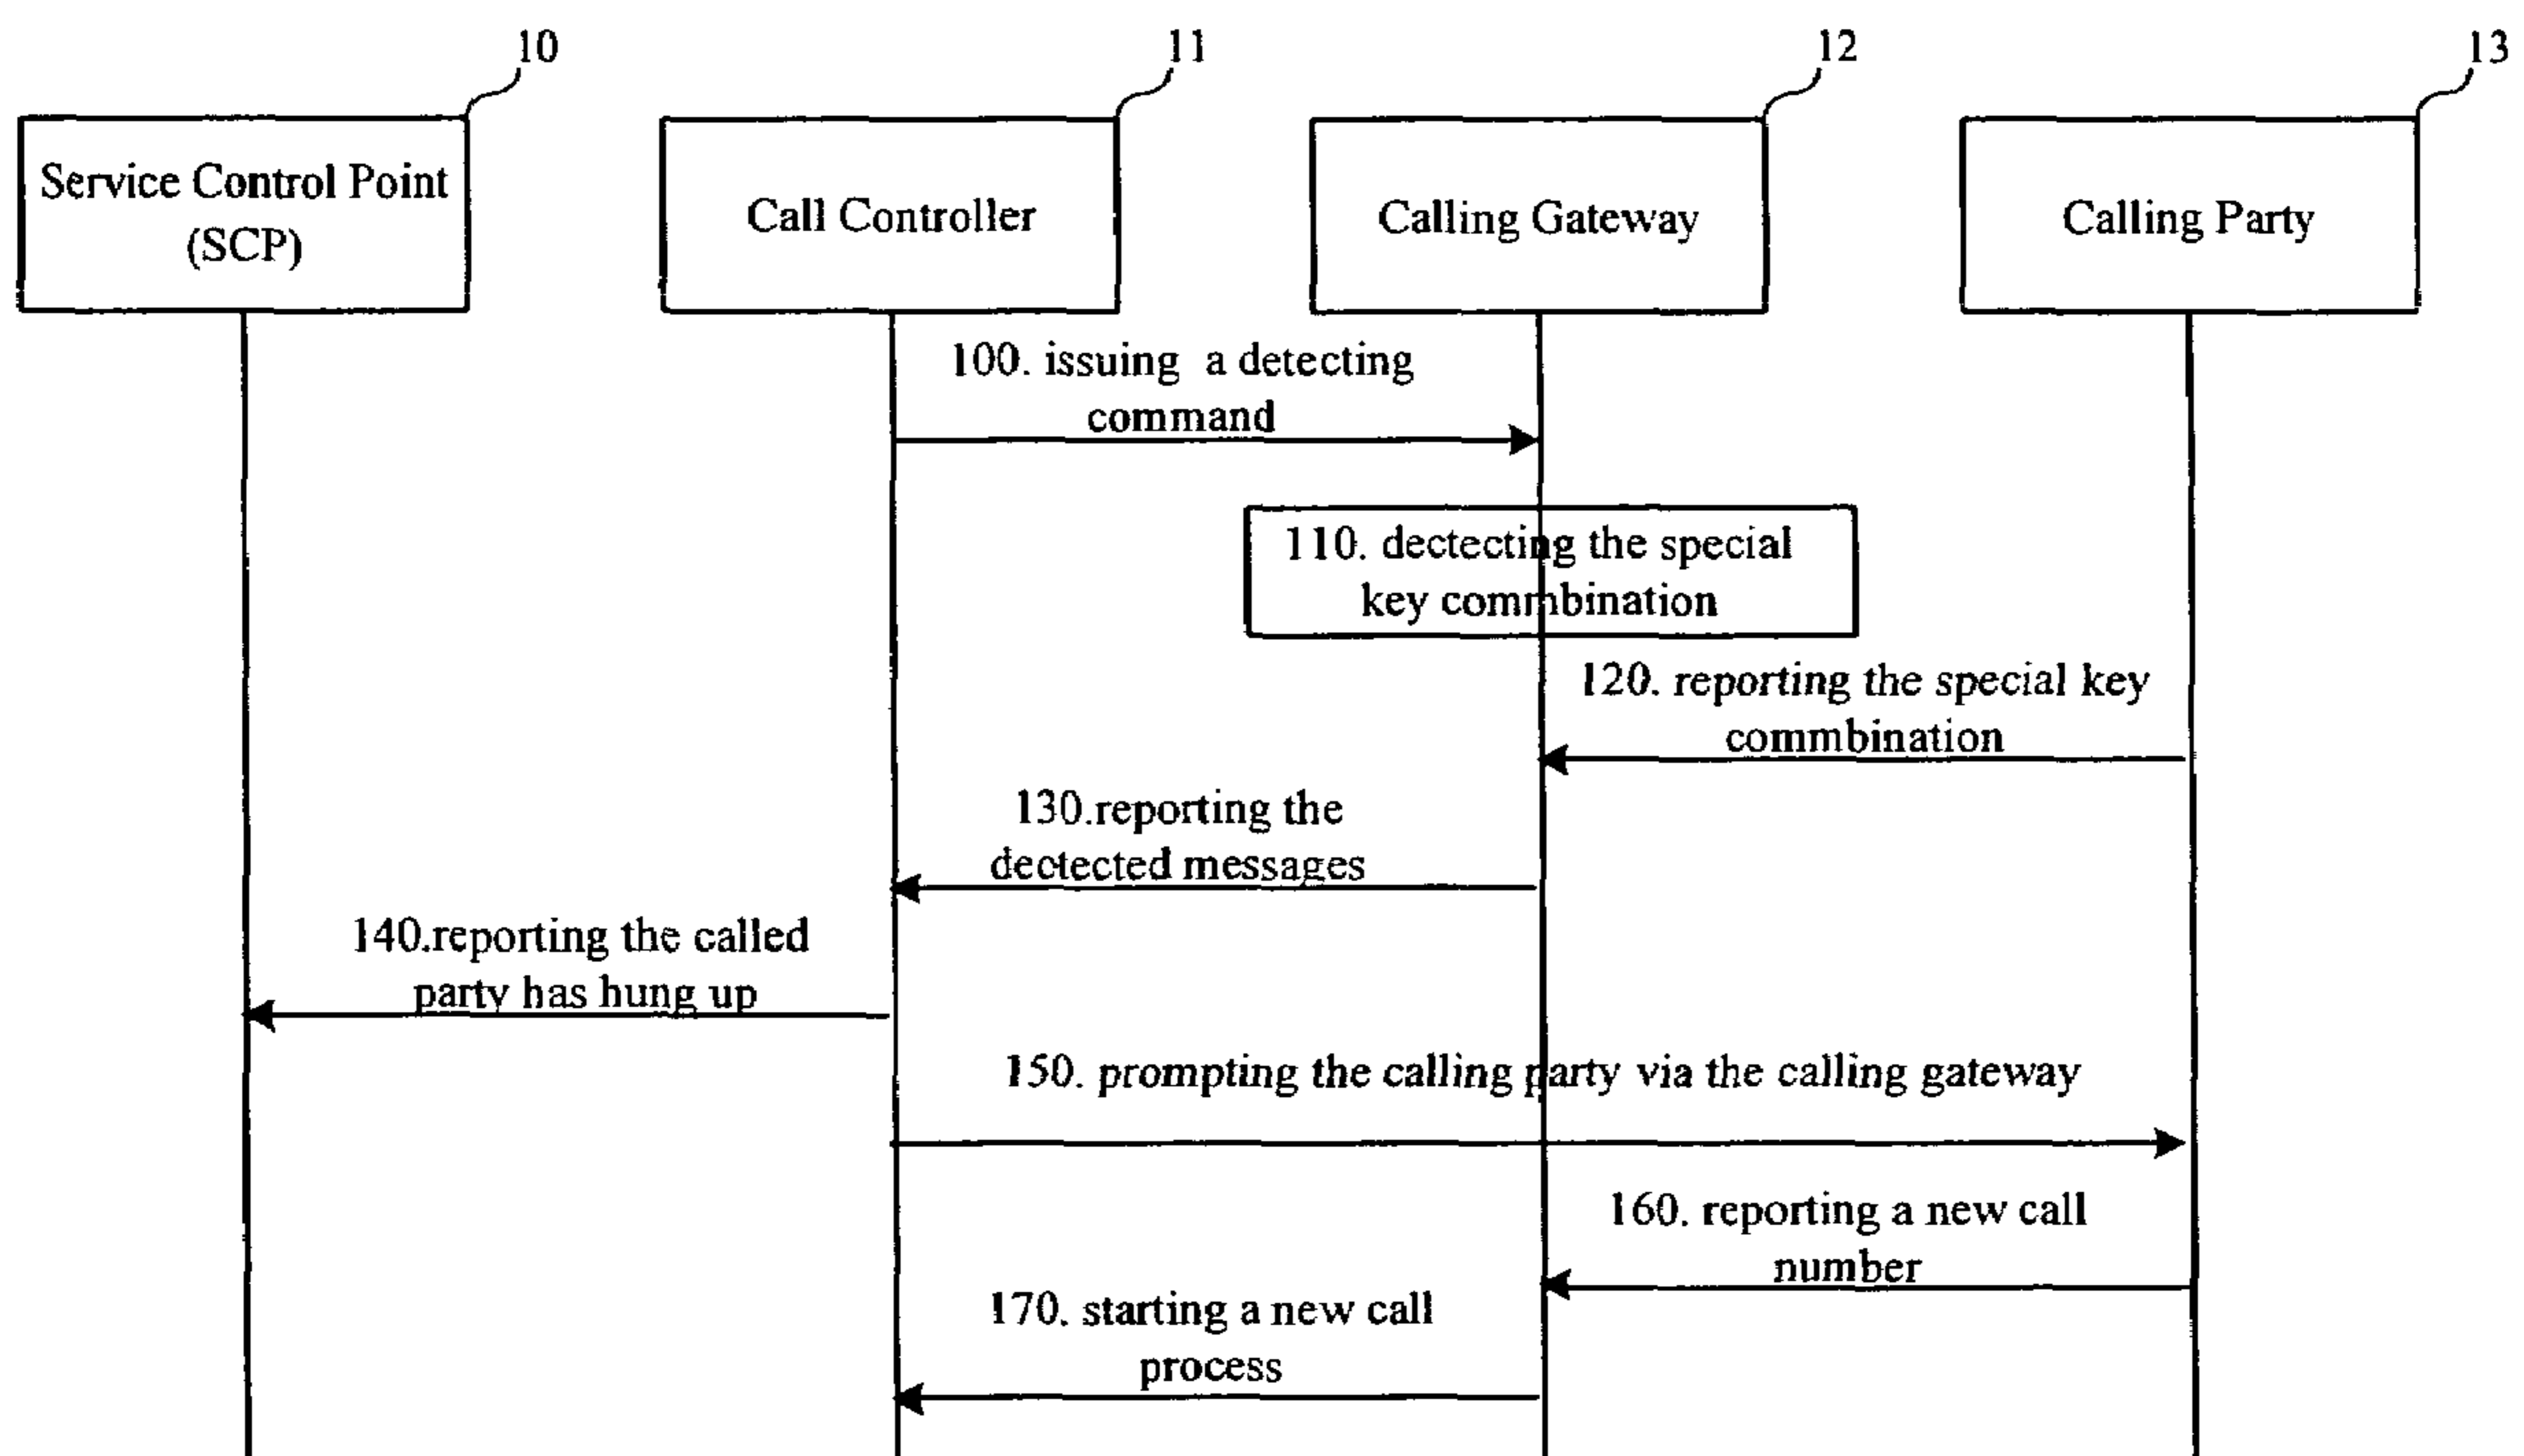 10
11
12
13
Service Control Point
(SCP)
Call Controller
Calling Gateway
Calling Party
100. issuing a detecting
command
110. dectecting the special
key commbination
120. reporting the special key
commbination
130.reporting the
dectected messages
140.reporting the called
party has hung up
150. prompting the calling party via the calling gateway
160. reporting a new call
number
170. starting a new call
process